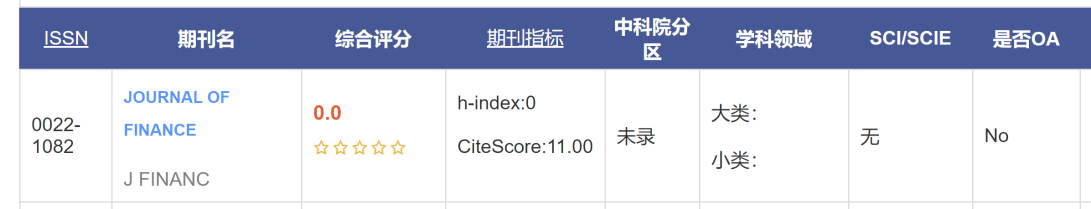 ISSN
期刊名
综合评分
期刊指标
中科院分
区
学科领域
SCI/SCIE
是否OA
0022-
1082
JOURNAL OF
FINANCE
J FINANC
0.0
h-index:0
CiteScore:11.00
未录
大类：
小类：
无
No